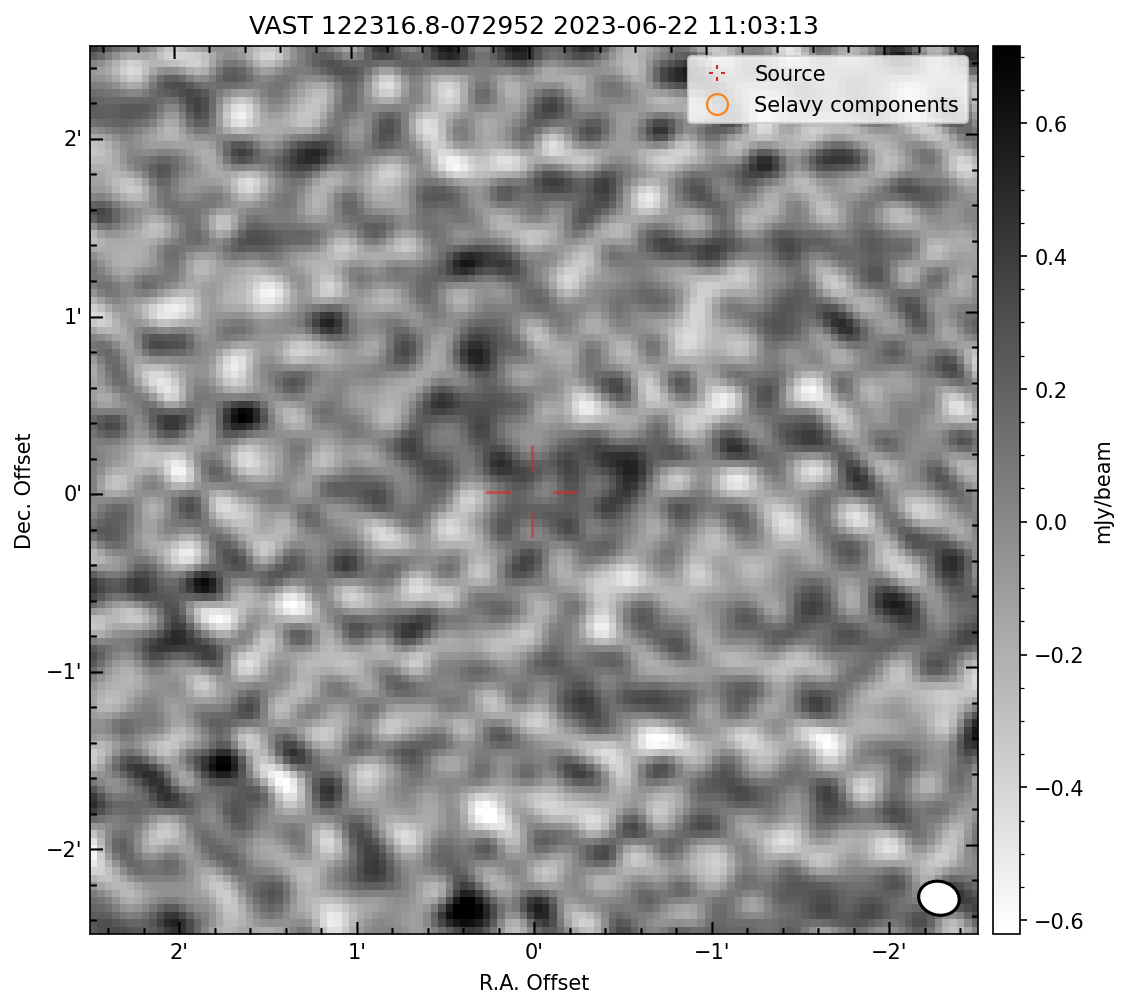 VAST 122316.8-072952 2023-06-22 11:03:13
Source
Selavy components
2'
1'
0'
−1'
−2'
Dec. Offset
2'
1'
0'
−1'
−2'
R.A. Offset
0.6
0.4
0.2
0.0
−0.2
−0.4
−0.6
mJy/beam